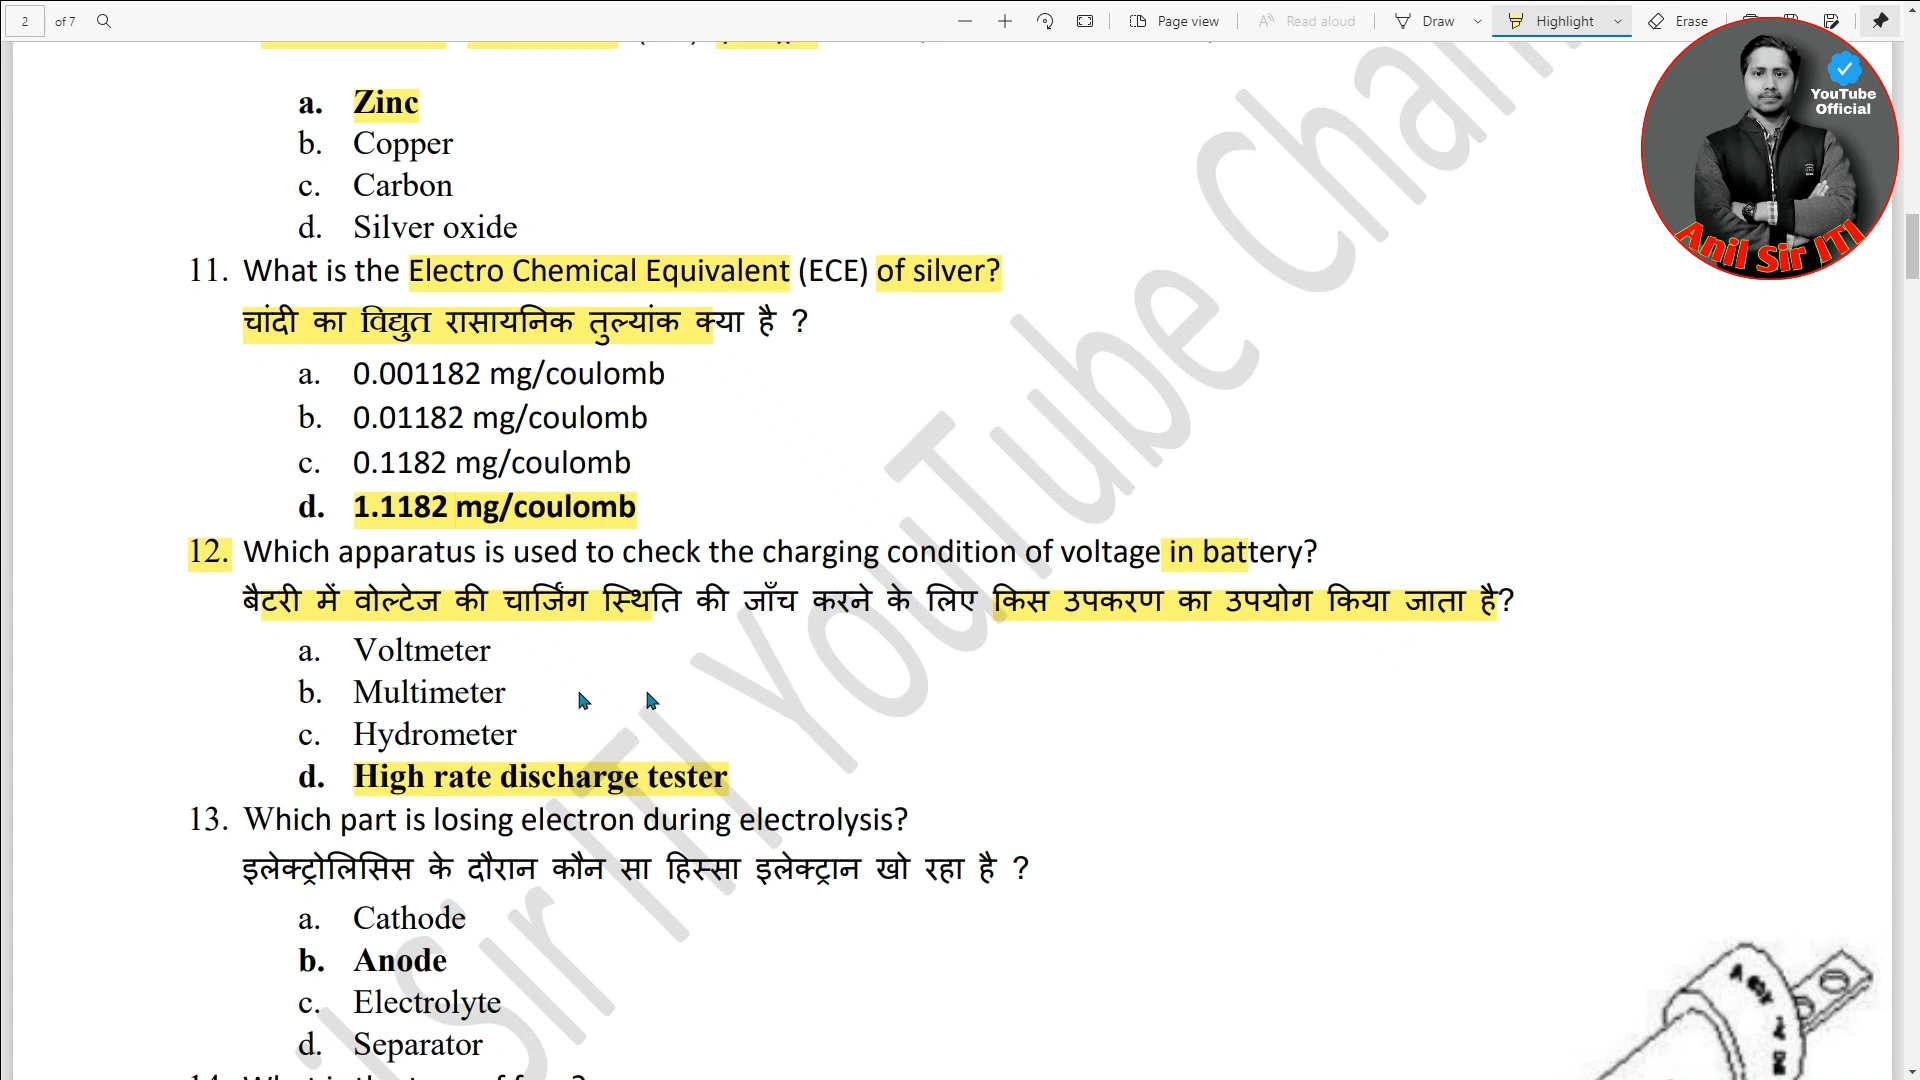 2 of 7 Page view Read aloud Draw Highlight Erase
YouTube
Official
Anil Sir ITI
a. Zinc
b. Copper
c. Carbon
d. Silver oxide
11. What is the Electro Chemical Equivalent (ECE) of silver?
चांदी का विद्युत रासायनिक तुल्यांक क्या है ?
a. 0.001182 mg/coulomb
b. 0.01182 mg/coulomb
c. 0.1182 mg/coulomb
d. 1.1182 mg/coulomb
12. Which apparatus is used to check the charging condition of voltage in battery?
बैटरी में वोल्टेज की चार्जिंग स्थिति की जाँच करने के लिए किस उपकरण का उपयोग किया जाता है?
a. Voltmeter
b. Multimeter
c. Hydrometer
d. High rate discharge tester
13. Which part is losing electron during electrolysis?
इलेक्ट्रोलिसिस के दौरान कौन सा हिस्सा इलेक्ट्रान खो रहा है ?
a. Cathode
b. Anode
c. Electrolyte
d. Separator
Sir ITI YouTube Chan